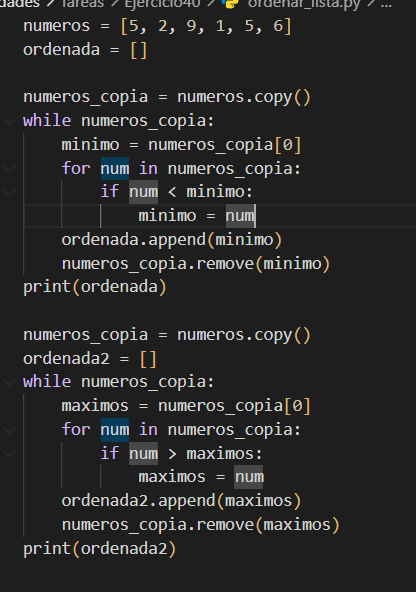 dades > Tareas > Ejercicio40 > ordenar_lista.py > ...
numeros = [5, 2, 9, 1, 5, 6]
ordenada = []

numeros_copia = numeros.copy()
while numeros_copia:
    minimo = numeros_copia[0]
    for num in numeros_copia:
        if num < minimo:
            minimo = num
    ordenada.append(minimo)
    numeros_copia.remove(minimo)
print(ordenada)

numeros_copia = numeros.copy()
ordenada2 = []
while numeros_copia:
    maximos = numeros_copia[0]
    for num in numeros_copia:
        if num > maximos:
            maximos = num
    ordenada2.append(maximos)
    numeros_copia.remove(maximos)
print(ordenada2)